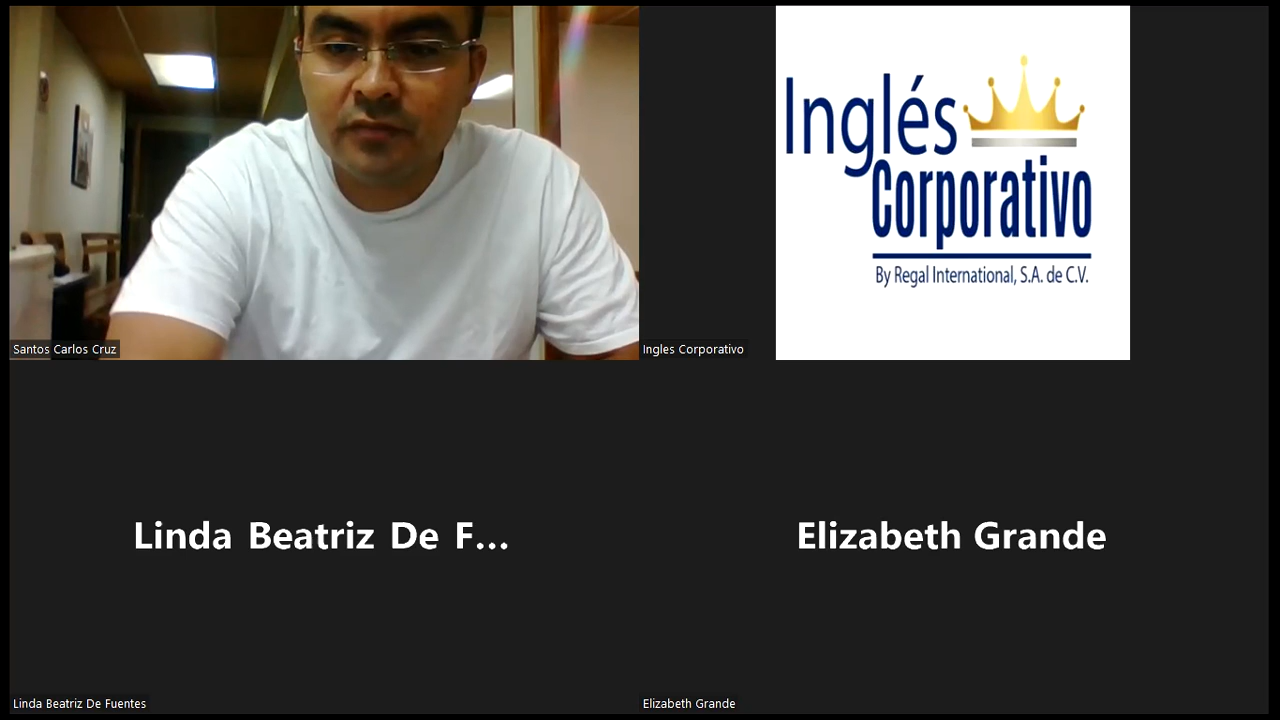 Inglés
Corporativo
By Regal International, S.A. de C.V.
Santos Carlos Cruz
Ingles Corporativo
Linda Beatriz De F...
Elizabeth Grande
Linda Beatriz De Fuentes
Elizabeth Grande